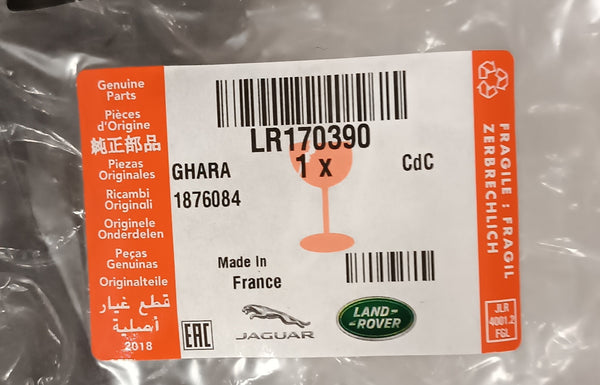 Genuine
Parts
Pièces
d'Origine
純正部品
Piezas
Originales
Ricambi
Originali
Originele
Onderdelen
Peças
Genuinas
Originalteile
قطع غيار
أصلية
2018
LR170390
1 x
GHARA
CdC
1876084
Made In
France
EAC
JAGUAR
LAND-
-ROVER
FRAGILE : FRAGIL
ZERBRECHLICH
JLR
4001.2
FGL